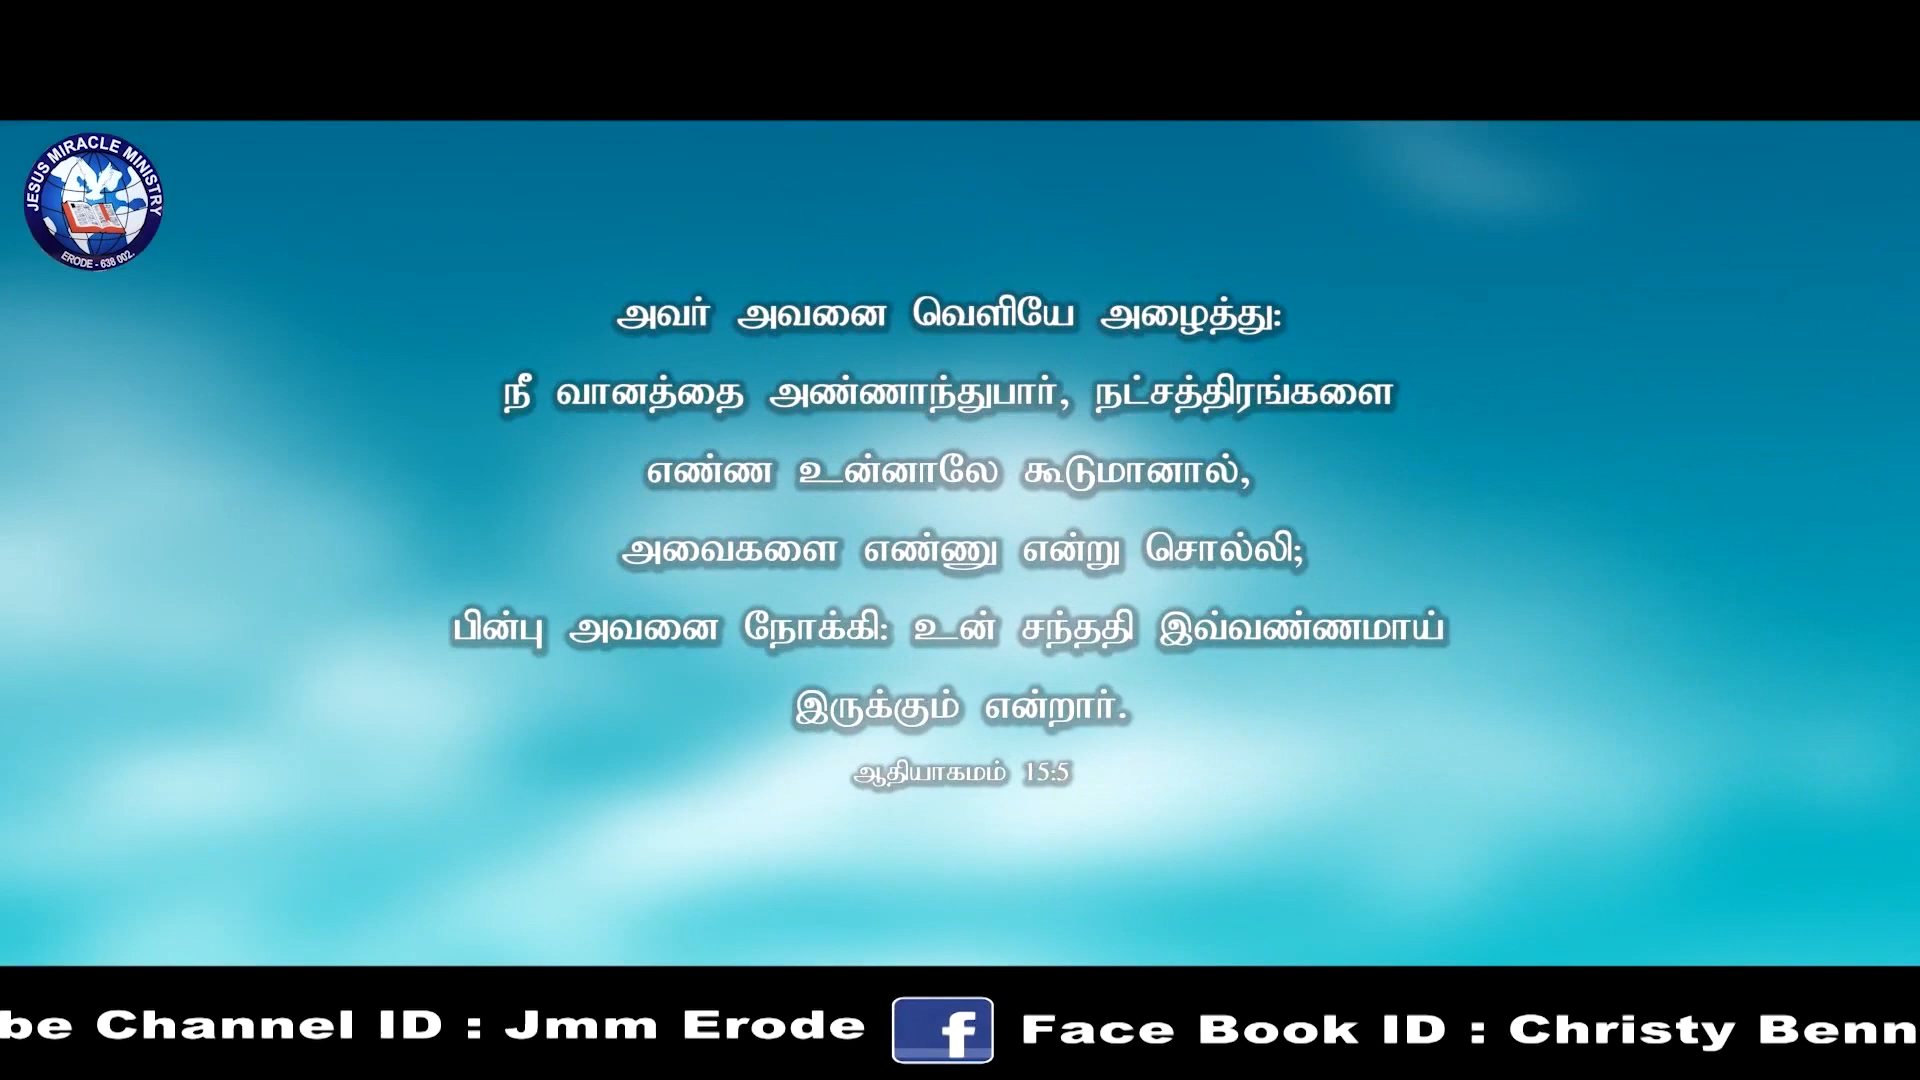 JESUS MIRACLE MINISTRY
ERODE - 638 002.
அவர் அவனை வெளியே அழைத்து:
நீ வானத்தை அண்ணாந்துபார், நட்சத்திரங்களை
எண்ண உன்னாலே கூடுமானால்,
அவைகளை எண்ணு என்று சொல்லி;
பின்பு அவனை நோக்கி: உன் சந்ததி இவ்வண்ணமாய்
இருக்கும் என்றார்.
ஆதியாகமம் 15:5
be Channel ID : Jmm Erode f Face Book ID : Christy Benn